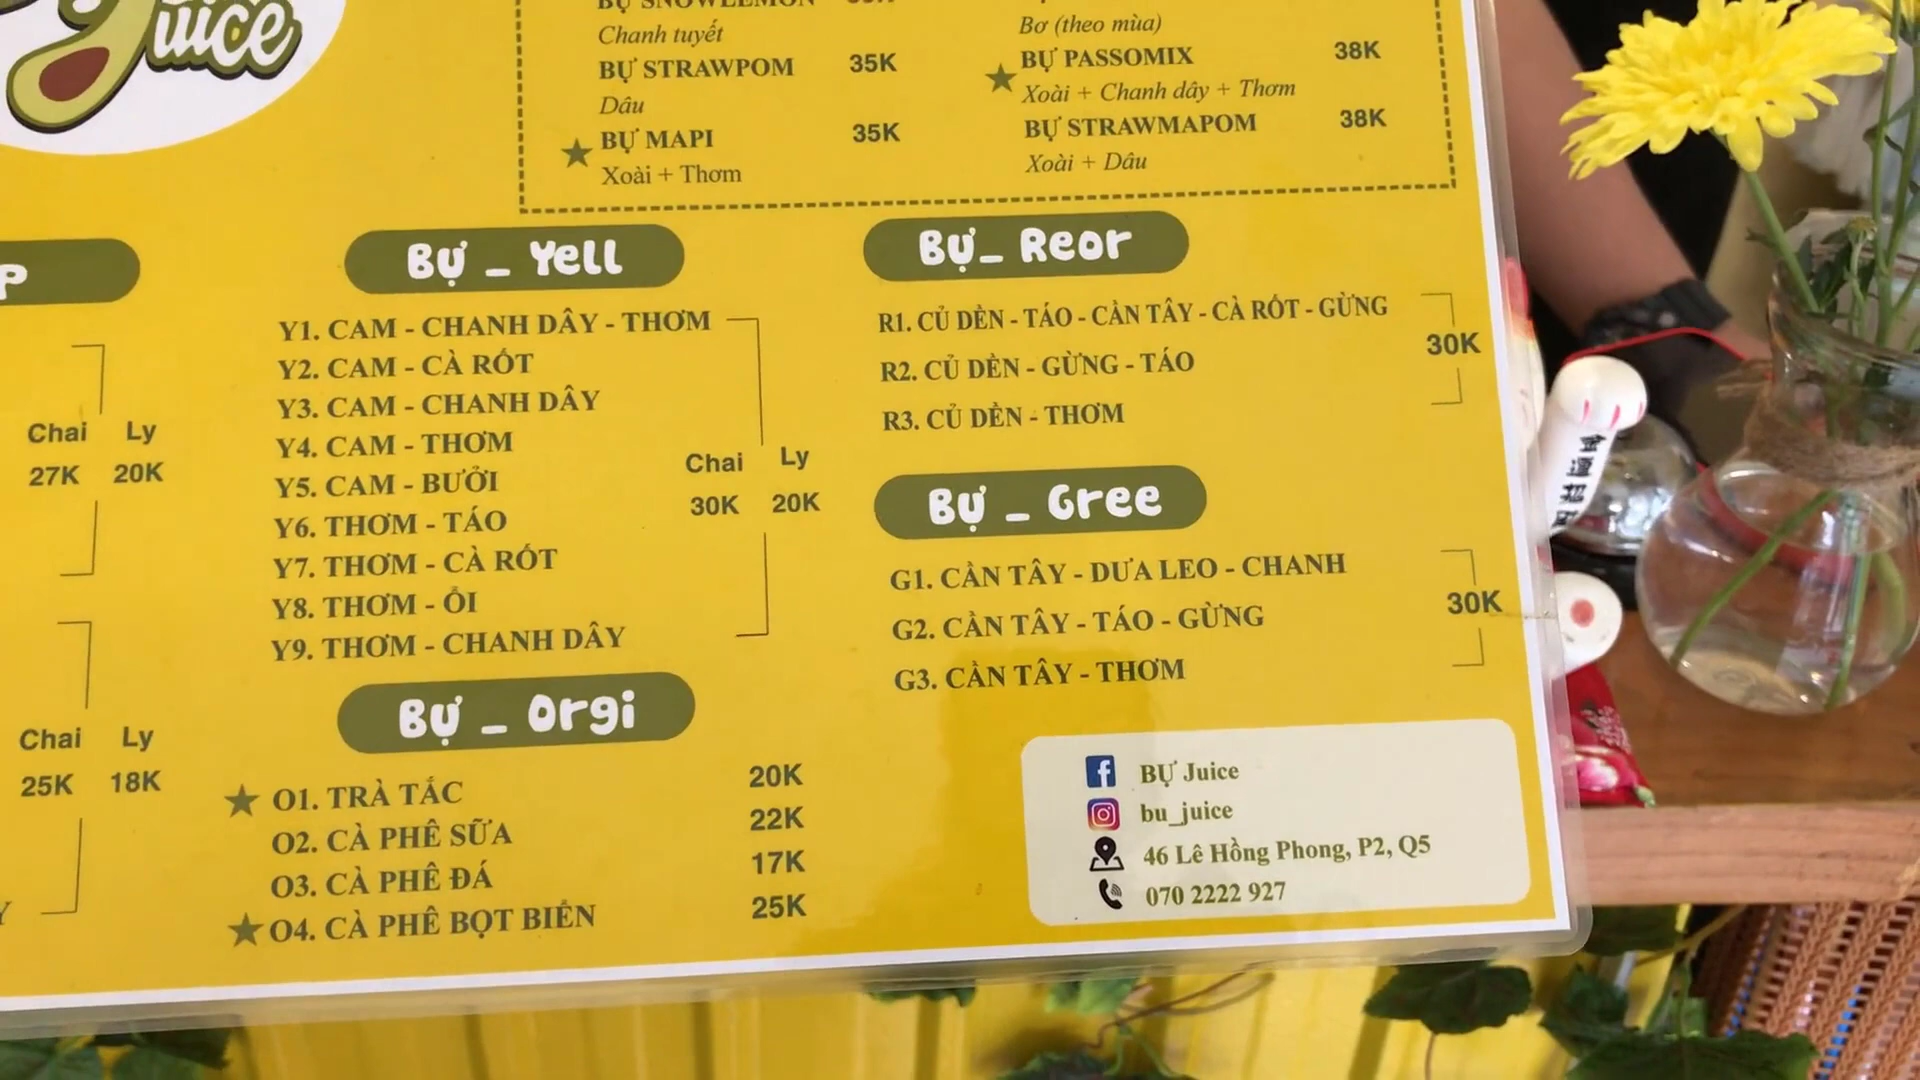 Juice
BỰ SNOWLEMON
Chanh tuyết
BỰ STRAWPOM 35K
Dâu
BỰ MAPI 35K
Xoài + Thơm
Bơ (theo mùa)
BỰ PASSOMIX 38K
Xoài + Chanh dây + Thơm
BỰ STRAWMAPOM 38K
Xoài + Dâu
P
Chai Ly
27K 20K
Chai Ly
25K 18K
Bự _ Yell
Y1. CAM - CHANH DÂY - THƠM
Y2. CAM - CÀ RỐT
Y3. CAM - CHANH DÂY
Y4. CAM - THƠM
Y5. CAM - BƯỞI
Y6. THƠM - TÁO
Y7. THƠM - CÀ RỐT
Y8. THƠM - ỔI
Y9. THƠM - CHANH DÂY
Chai Ly
30K 20K
Bự _ Orgi
O1. TRÀ TẮC 20K
O2. CÀ PHÊ SỮA 22K
O3. CÀ PHÊ ĐÁ 17K
O4. CÀ PHÊ BỌT BIỂN 25K
Bự _ Reor
R1. CỦ DỀN - TÁO - CẦN TÂY - CÀ RỐT - GỪNG
R2. CỦ DỀN - GỪNG - TÁO
R3. CỦ DỀN - THƠM
30K
Bự _ Gree
G1. CẦN TÂY - DƯA LEO - CHANH
G2. CẦN TÂY - TÁO - GỪNG
G3. CẦN TÂY - THƠM
30K
BỰ Juice
bu_juice
46 Lê Hồng Phong, P2, Q5
070 2222 927